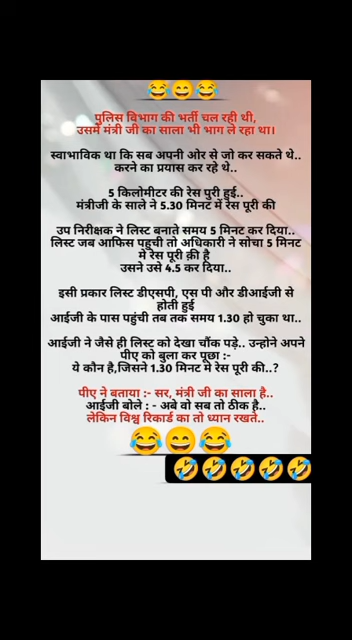 पुलिस विभाग की भर्ती चल रही थी,
उसमें मंत्री जी का साला भी भाग ले रहा था।
स्वाभाविक था कि सब अपनी ओर से जो कर सकते थे..
करने का प्रयास कर रहे थे..
5 किलोमीटर की रेस पुरी हुई..
मंत्रीजी के साले ने 5.30 मिनट में रेस पूरी की
उप निरीक्षक ने लिस्ट बनाते समय 5 मिनट कर दिया..
लिस्ट जब आफिस पहुची तो अधिकारी ने सोचा 5 मिनट
मे रेस पूरी क़ी है
उसने उसे 4.5 कर दिया..
इसी प्रकार लिस्ट डीएसपी, एस पी और डीआईजी से
होती हुई
आईजी के पास पहुंची तब तक समय 1.30 हो चुका था..
आईजी ने जैसे ही लिस्ट को देखा चौंक पड़े.. उन्होने अपने
पीए को बुला कर पूछा :-
ये कौन है,जिसने 1.30 मिनट मे रेस पूरी की..?
पीए ने बताया :- सर, मंत्री जी का साला है..
आईजी बोले : - अबे वो सब तो ठीक है..
लेकिन विश्व रिकार्ड का तो ध्यान रखते..